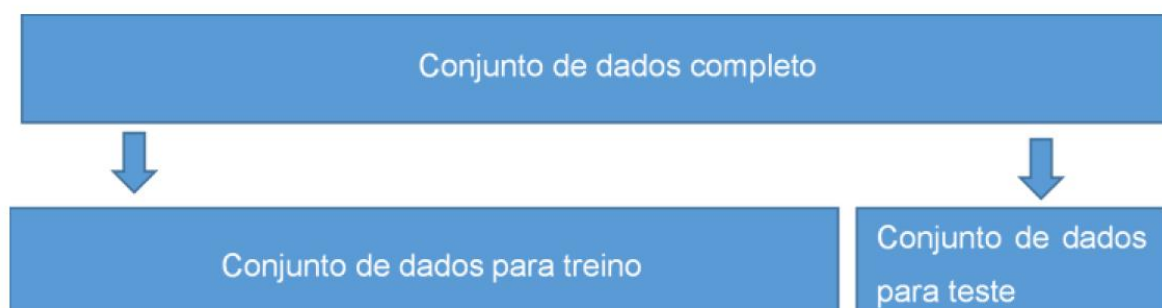 Conjunto de dados completo
Conjunto de dados para treino
Conjunto de dados
para teste